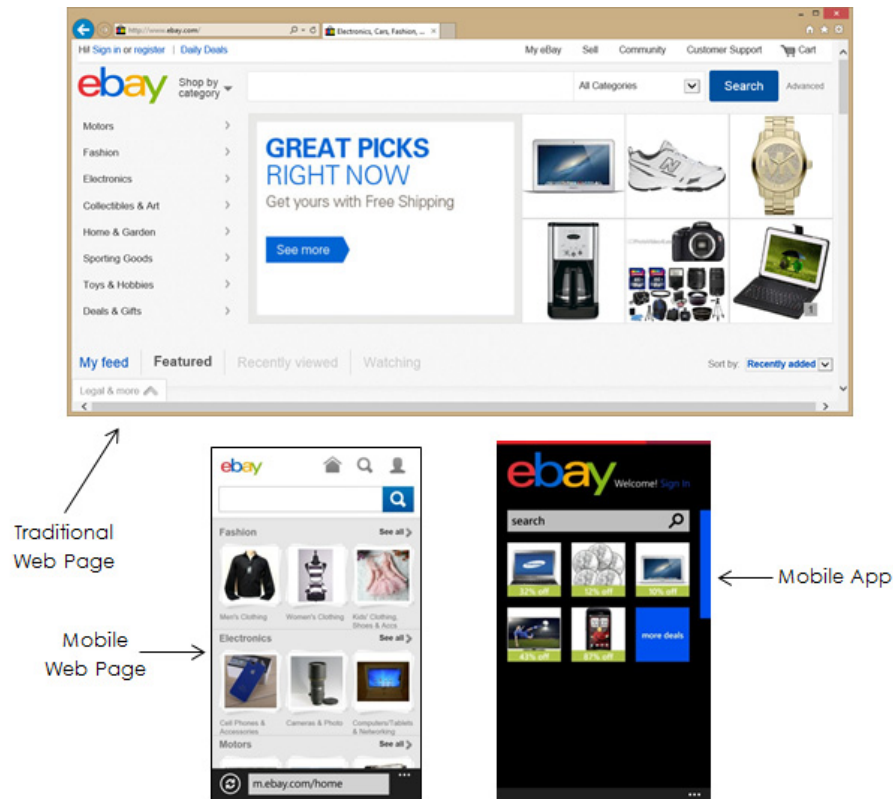 http://www.ebay.com/
Electronics, Cars, Fashion, ...
Hi! Sign in or register | Daily Deals
My eBay Sell Community Customer Support Cart
ebay
Shop by
category
All Categories
Search
Advanced
Motors
Fashion
Electronics
Collectibles & Art
Home & Garden
Sporting Goods
Toys & Hobbies
Deals & Gifts
GREAT PICKS
RIGHT NOW
Get yours with Free Shipping
See more
1
My feed Featured Recently viewed Watching
Sort by: Recently added
Legal & more
Traditional
Web Page
Mobile
Web Page
ebay
Fashion See all
Men's Clothing Women's Clothing Kids' Clothing,
Shoes & Accs
Electronics See all
Cell Phones &
Accessories
Cameras & Photo
Computers/Tablets
& Networking
Motors See all
m.ebay.com/home
...
ebay
Welcome! Sign In
search
32% off 12% off 10% off
43% off 67% off more deals
...
Mobile App